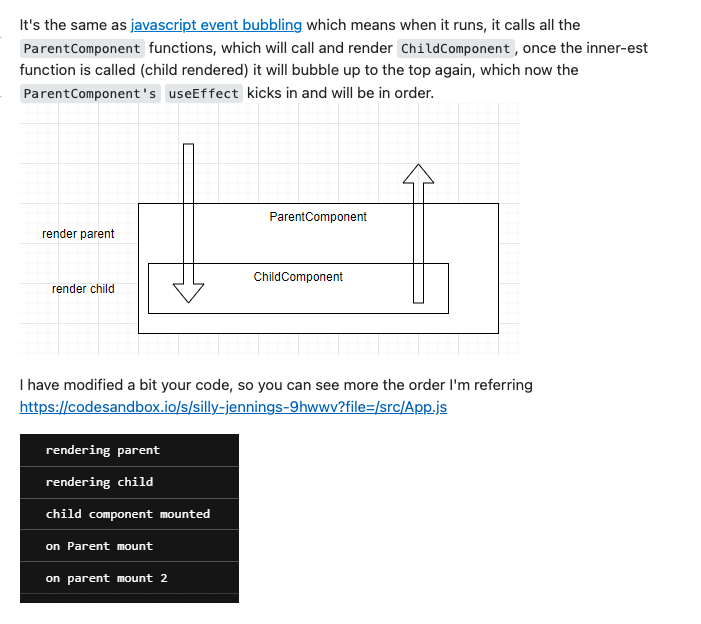 It's the same as javascript event bubbling which means when it runs, it calls all the
ParentComponent functions, which will call and render ChildComponent, once the inner-est
function is called (child rendered) it will bubble up to the top again, which now the
ParentComponent's useEffect kicks in and will be in order.
ParentComponent
render parent
ChildComponent
render child
I have modified a bit your code, so you can see more the order I'm referring
https://codesandbox.io/s/silly-jennings-9hwwv?file=/src/App.js
rendering parent
rendering child
child component mounted
on Parent mount
on parent mount 2